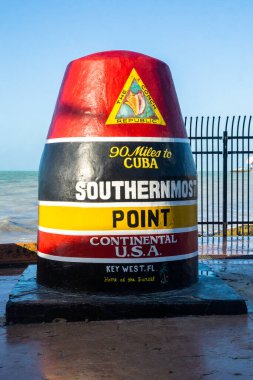 THE CONCH
REPUBLIC
90 Miles to
CUBA
SOUTHERNMOST
POINT
CONTINENTAL
U.S.A.
KEY WEST, FL.
Home of the Sunset